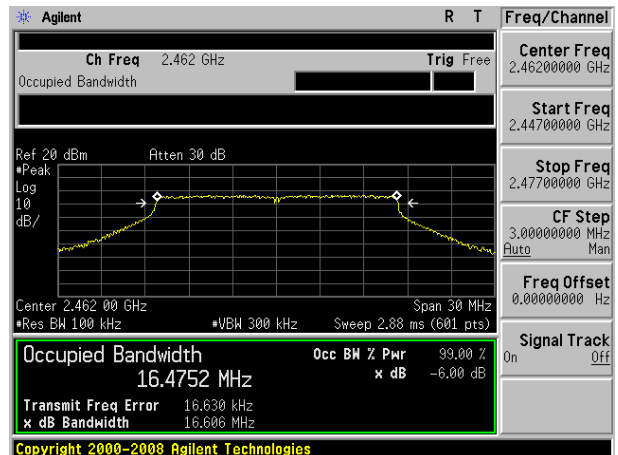 Agilent R T Freq/Channel
Ch Freq 2.462 GHz Trig Free
Occupied Bandwidth
Center Freq
2.46200000 GHz
Start Freq
2.44700000 GHz
Stop Freq
2.47700000 GHz
CF Step
3.00000000 MHz
Auto Man
Freq Offset
0.00000000 Hz
Signal Track
On Off
Ref 20 dBm Atten 30 dB
#Peak
Log
10
dB/
Center 2.462 00 GHz Span 30 MHz
#Res BW 100 kHz #VBW 300 kHz Sweep 2.88 ms (601 pts)
Occupied Bandwidth Occ BW % Pwr 99.00 %
16.4752 MHz x dB -6.00 dB
Transmit Freq Error 16.630 kHz
x dB Bandwidth 16.606 MHz
Copyright 2000-2008 Agilent Technologies